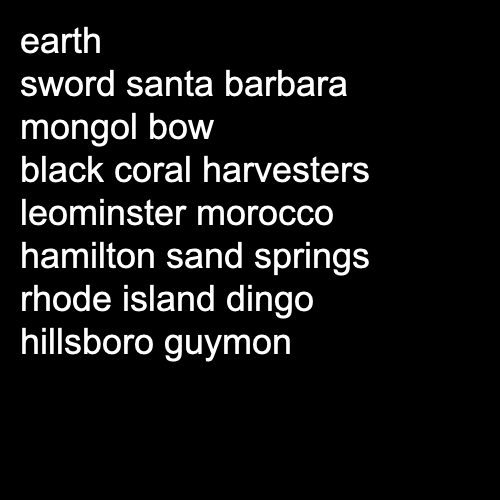 earth
sword santa barbara
mongol bow
black coral harvesters
leominster morocco
hamilton sand springs
rhode island dingo
hillsboro guymon